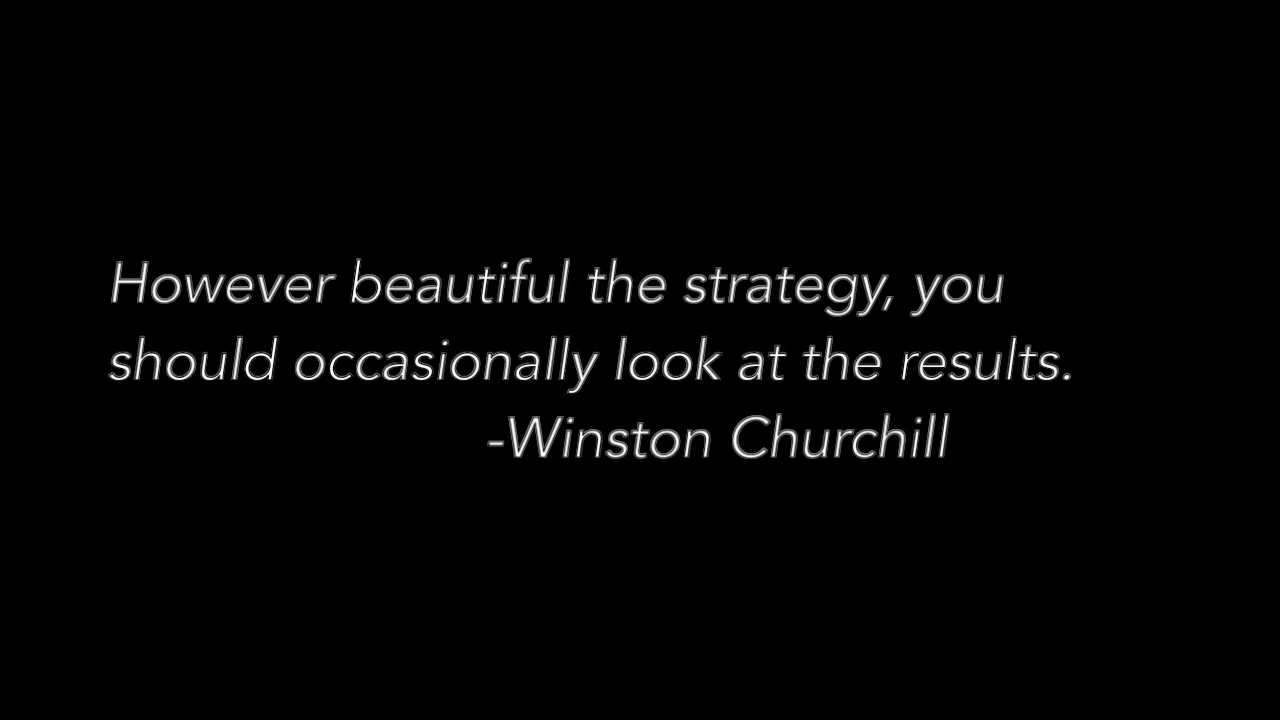 However beautiful the strategy, you
should occasionally look at the results.
-Winston Churchill